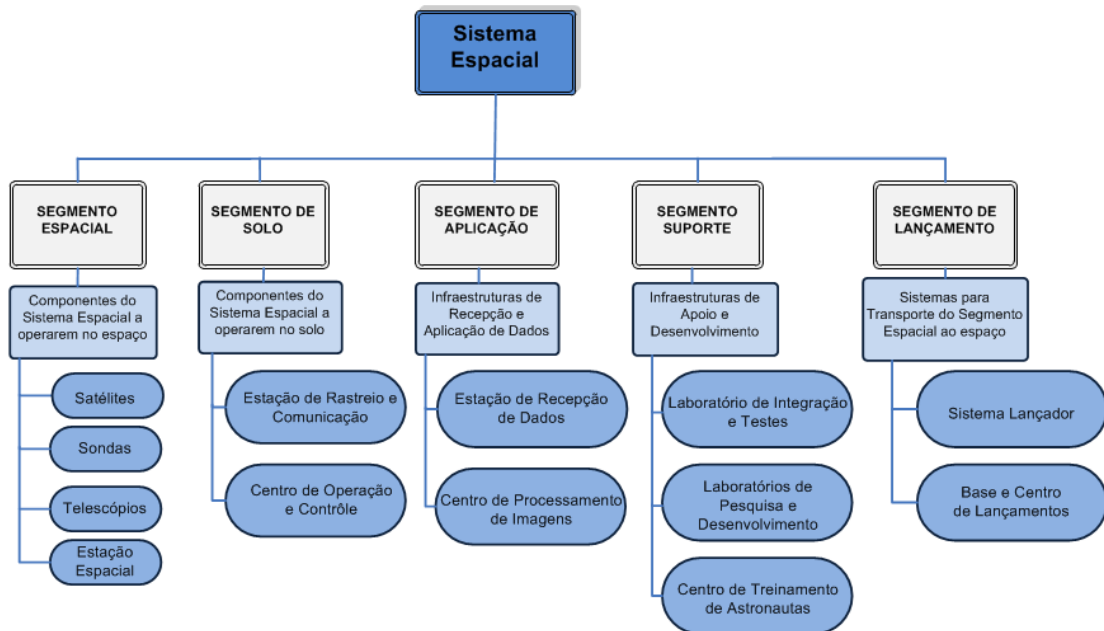 Sistema
Espacial
SEGMENTO
ESPACIAL
SEGMENTO DE
SOLO
SEGMENTO DE
APLICAÇÃO
SEGMENTO
SUPORTE
SEGMENTO DE
LANÇAMENTO
Componentes do
Sistema Espacial a
operarem no espaço
Componentes do
Sistema Espacial a
operarem no solo
Infraestruturas de
Recepção e
Aplicação de Dados
Infraestruturas de
Apoio e
Desenvolvimento
Sistemas para
Transporte do Segmento
Espacial ao espaço
Satélites
Sondas
Telescópios
Estação
Espacial
Estação de Rastreio e
Comunicação
Centro de Operação
e Contrôle
Estação de Recepção
de Dados
Centro de Processamento
de Imagens
Laboratório de Integração
e Testes
Laboratórios de
Pesquisa e
Desenvolvimento
Centro de Treinamento
de Astronautas
Sistema Lançador
Base e Centro
de Lançamentos